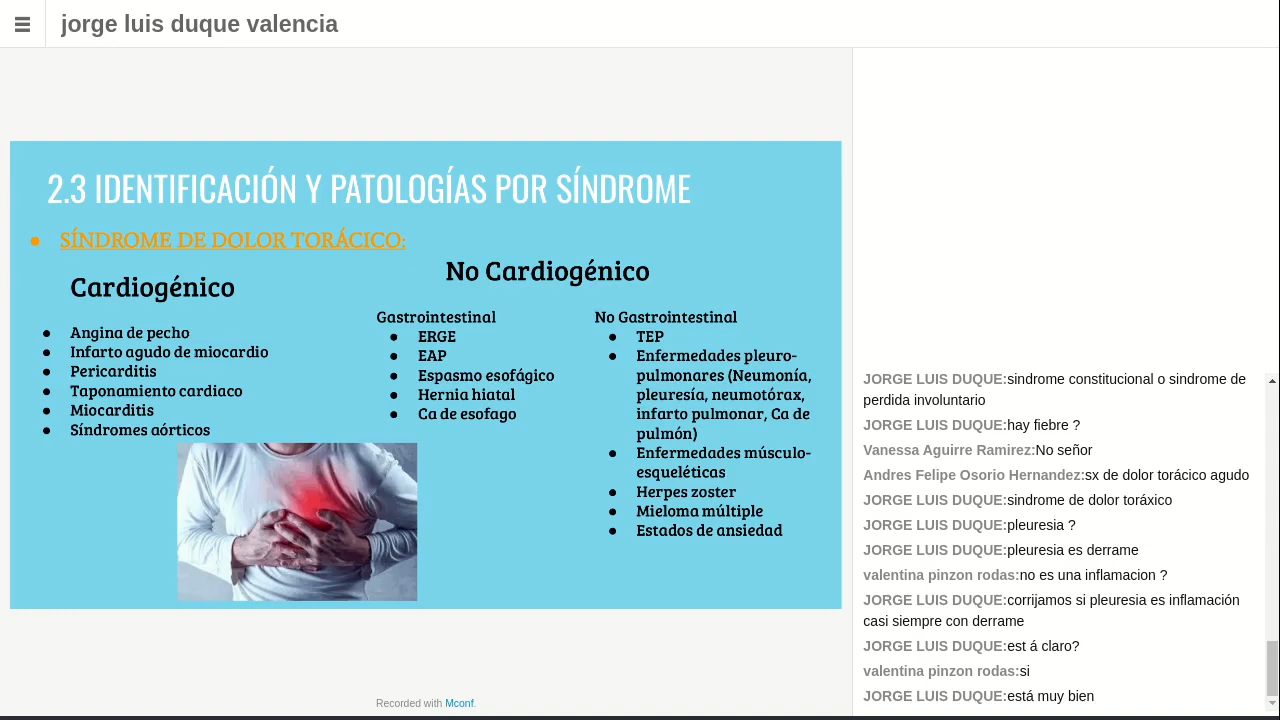 jorge luis duque valencia
2.3 IDENTIFICACIÓN Y PATOLOGÍAS POR SÍNDROME
SÍNDROME DE DOLOR TORÁCICO:
Cardiogénico
Angina de pecho
Infarto agudo de miocardio
Pericarditis
Taponamiento cardiaco
Miocarditis
Síndromes aórticos
No Cardiogénico
Gastrointestinal
ERGE
EAP
Espasmo esofágico
Hernia hiatal
Ca de esofago
No Gastrointestinal
TEP
Enfermedades pleuro-
pulmonares (Neumonía,
pleuresía, neumotórax,
infarto pulmonar, Ca de
pulmón)
Enfermedades músculo-
esqueléticas
Herpes zoster
Mieloma múltiple
Estados de ansiedad
Recorded with Mconf.
JORGE LUIS DUQUE:sindrome constitucional o sindrome de
perdida involuntario
JORGE LUIS DUQUE:hay fiebre ?
Vanessa Aguirre Ramirez:No señor
Andres Felipe Osorio Hernandez:sx de dolor torácico agudo
JORGE LUIS DUQUE:sindrome de dolor toráxico
JORGE LUIS DUQUE:pleuresia ?
JORGE LUIS DUQUE:pleuresia es derrame
valentina pinzon rodas:no es una inflamacion ?
JORGE LUIS DUQUE:corrijamos si pleuresia es inflamación
casi siempre con derrame
JORGE LUIS DUQUE:est á claro?
valentina pinzon rodas:si
JORGE LUIS DUQUE:está muy bien